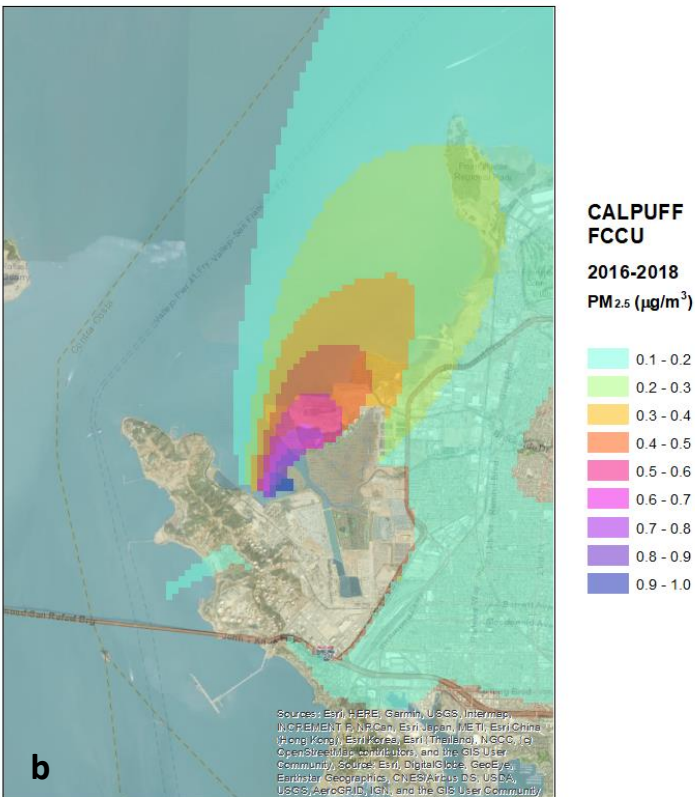 CALPUFF
FCCU
2016-2018
PM2.5 (µg/m³)
0.1 - 0.2
0.2 - 0.3
0.3 - 0.4
0.4 - 0.5
0.5 - 0.6
0.6 - 0.7
0.7 - 0.8
0.8 - 0.9
0.9 - 1.0
Contra Costa
Sources: Esri, HERE, Garmin, USGS, Intermap,
INCREMENT P, NRCan, Esri Japan, METI, Esri China
(Hong Kong), Esri Korea, Esri (Thailand), NGCC, (c)
OpenStreetMap contributors, and the GIS User
Community, Source: Esri, DigitalGlobe, GeoEye,
Earthstar Geographics, CNES/Airbus DS, USDA,
USGS, AeroGRID, IGN, and the GIS User Community
b